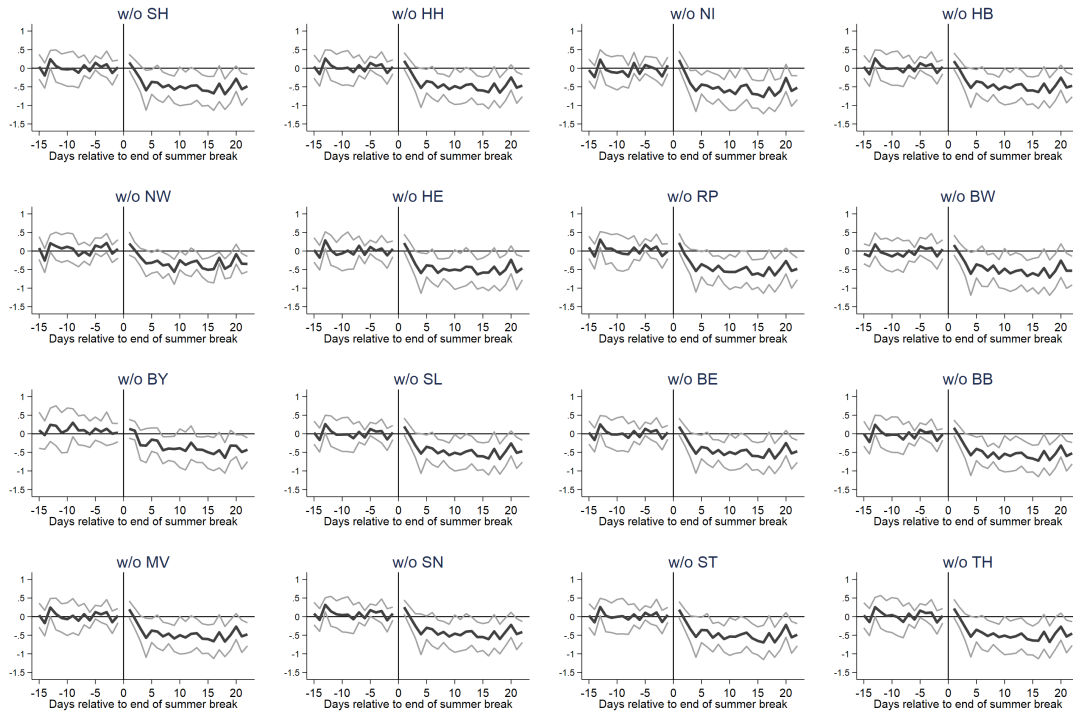 w/o SH w/o HH w/o NI w/o HB
1 1 1 1
.5 .5 .5 .5
0 0 0 0
-.5 -.5 -.5 -.5
-1 -1 -1 -1
-1.5 -1.5 -1.5 -1.5
-15 -10 -5 0 5 10 15 20 -15 -10 -5 0 5 10 15 20 -15 -10 -5 0 5 10 15 20 -15 -10 -5 0 5 10 15 20
Days relative to end of summer break Days relative to end of summer break Days relative to end of summer break Days relative to end of summer break
w/o NW w/o HE w/o RP w/o BW
1 1 1 1
.5 .5 .5 .5
0 0 0 0
-.5 -.5 -.5 -.5
-1 -1 -1 -1
-1.5 -1.5 -1.5 -1.5
-15 -10 -5 0 5 10 15 20 -15 -10 -5 0 5 10 15 20 -15 -10 -5 0 5 10 15 20 -15 -10 -5 0 5 10 15 20
Days relative to end of summer break Days relative to end of summer break Days relative to end of summer break Days relative to end of summer break
w/o BY w/o SL w/o BE w/o BB
1 1 1 1
.5 .5 .5 .5
0 0 0 0
-.5 -.5 -.5 -.5
-1 -1 -1 -1
-1.5 -1.5 -1.5 -1.5
-15 -10 -5 0 5 10 15 20 -15 -10 -5 0 5 10 15 20 -15 -10 -5 0 5 10 15 20 -15 -10 -5 0 5 10 15 20
Days relative to end of summer break Days relative to end of summer break Days relative to end of summer break Days relative to end of summer break
w/o MV w/o SN w/o ST w/o TH
1 1 1 1
.5 .5 .5 .5
0 0 0 0
-.5 -.5 -.5 -.5
-1 -1 -1 -1
-1.5 -1.5 -1.5 -1.5
-15 -10 -5 0 5 10 15 20 -15 -10 -5 0 5 10 15 20 -15 -10 -5 0 5 10 15 20 -15 -10 -5 0 5 10 15 20
Days relative to end of summer break Days relative to end of summer break Days relative to end of summer break Days relative to end of summer break